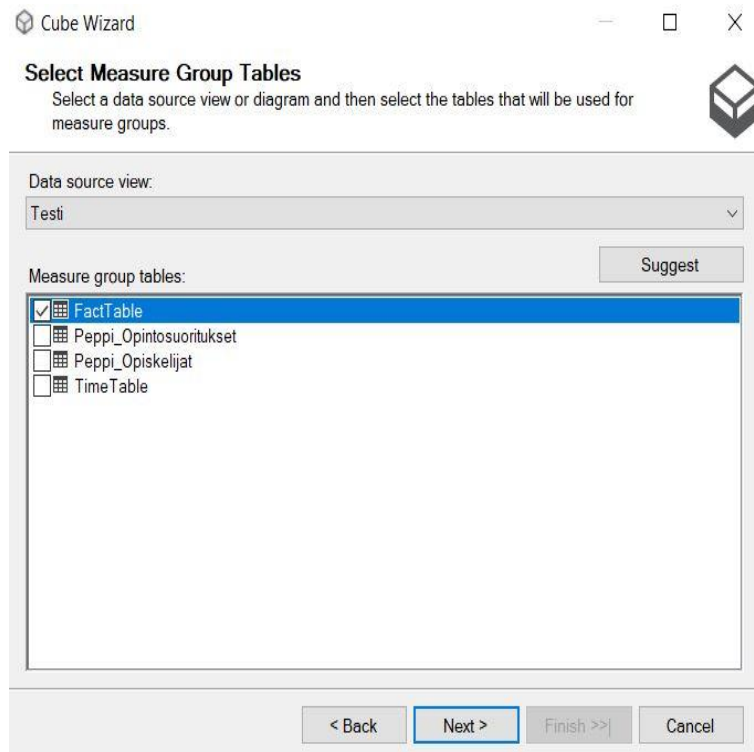 Cube Wizard
Select Measure Group Tables
Select a data source view or diagram and then select the tables that will be used for
measure groups.
Data source view:
Testi
Suggest
Measure group tables:
FactTable
Peppi_Opintosuoritukset
Peppi_Opiskelijat
TimeTable
< Back
Next >
Finish >>|
Cancel